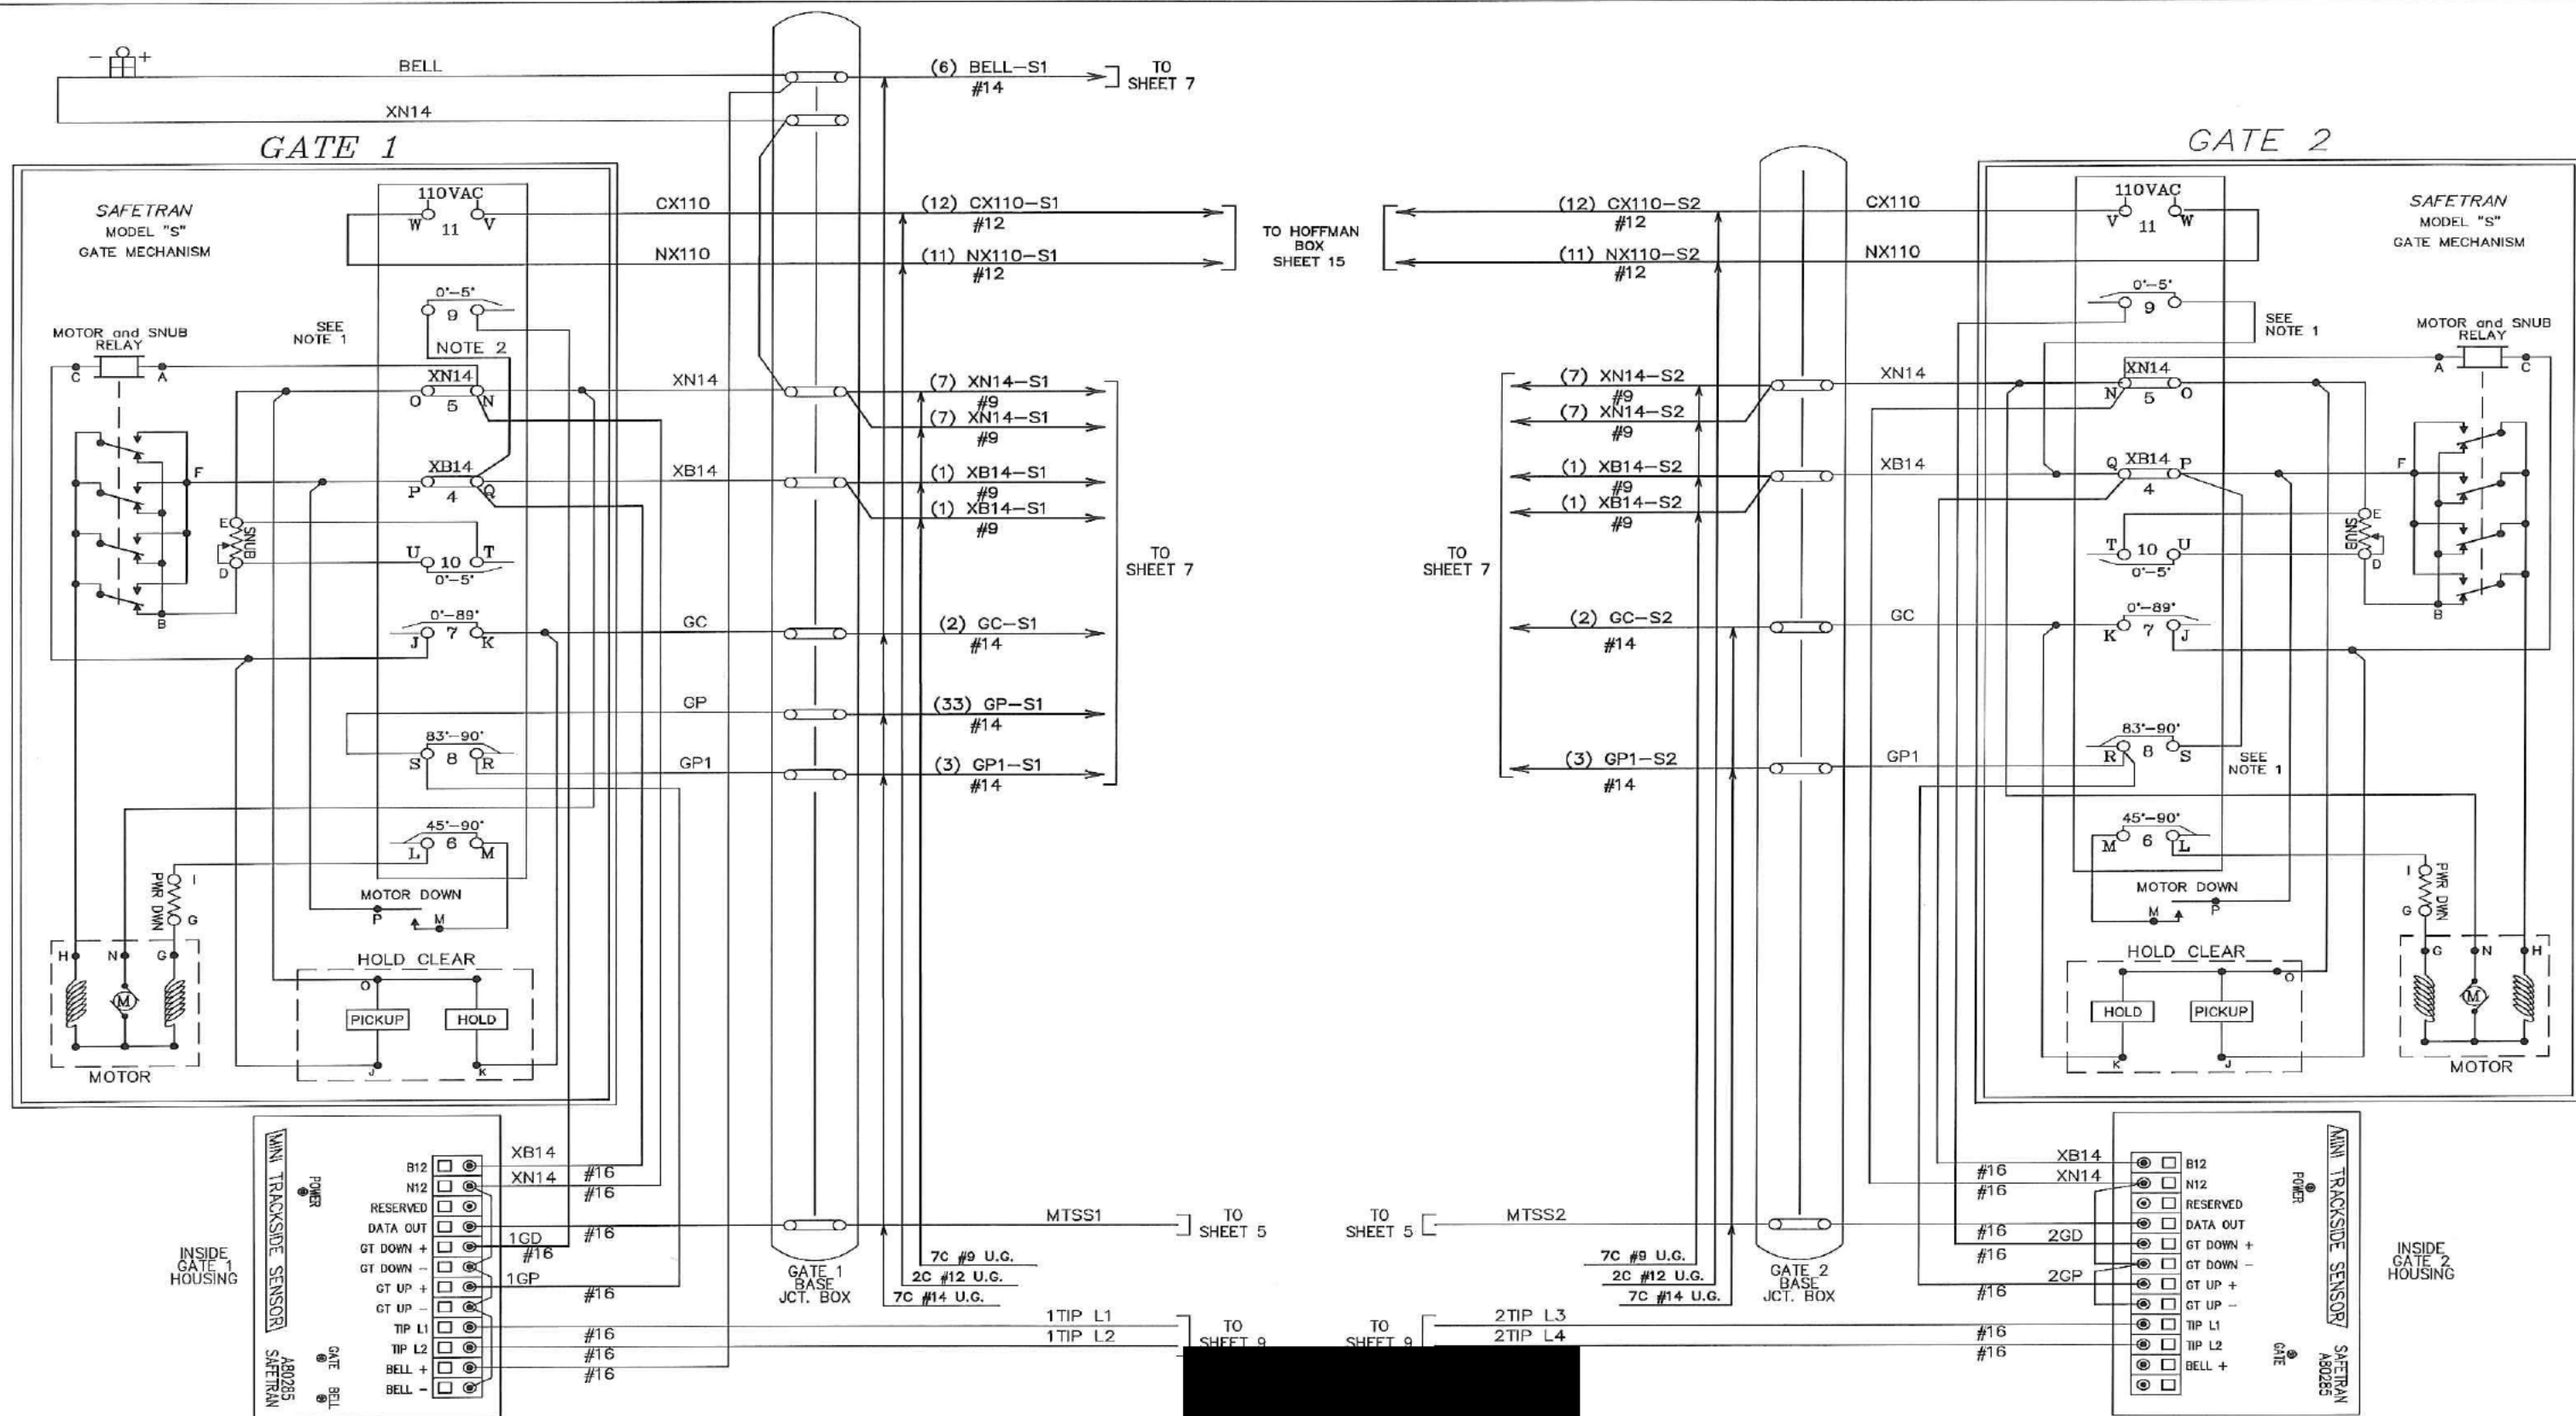 - +
BELL
(6) BELL-S1
#14
TO
SHEET 7
XN14
GATE 1
SAFETRAN
MODEL "S"
GATE MECHANISM
110VAC
W 11 V
CX110
(12) CX110-S1
#12
NX110
(11) NX110-S1
#12
TO HOFFMAN
BOX
SHEET 15
0°-5°
9
SEE
NOTE 1
NOTE 2
MOTOR and SNUB
RELAY
C A
XN14
O 5 N
XN14
(7) XN14-S1
#9
(7) XN14-S1
#9
F
XB14
P 4 Q
XB14
(1) XB14-S1
#9
(1) XB14-S1
#9
E
SNUB
D
B
U 10 T
0°-5°
TO
SHEET 7
0°-89°
J 7 K
GC
(2) GC-S1
#14
GP
(33) GP-S1
#14
83°-90°
S 8 R
GP1
(3) GP1-S1
#14
45°-90°
L 6 M
I
PWR DWN
G
MOTOR DOWN
P M
H N G
M
MOTOR
HOLD CLEAR
O
PICKUP
HOLD
J K
INSIDE
GATE 1
HOUSING
MINI TRACKSIDE SENSOR
POWER
GATE
BELL
A80285
SAFETRAN
B12
N12
RESERVED
DATA OUT
GT DOWN +
GT DOWN -
GT UP +
GT UP -
TIP L1
TIP L2
BELL +
BELL -
XB14
#16
XN14
#16
#16
1GD
#16
1GP
#16
#16
#16
#16
GATE 1
BASE
JCT. BOX
MTSS1
TO
SHEET 5
7C #9 U.G.
2C #12 U.G.
7C #14 U.G.
1TIP L1
1TIP L2
TO
SHEET 9
GATE 2
SAFETRAN
MODEL "S"
GATE MECHANISM
110VAC
V 11 W
(12) CX110-S2
#12
CX110
(11) NX110-S2
#12
NX110
0°-5°
9
SEE
NOTE 1
MOTOR and SNUB
RELAY
A C
(7) XN14-S2
#9
(7) XN14-S2
#9
XN14
XN14
N 5 O
(1) XB14-S2
#9
(1) XB14-S2
#9
XB14
Q XB14 P
4
F
E
SNUB
D
B
T 10 U
0°-5°
TO
SHEET 7
0°-89°
K 7 J
(2) GC-S2
#14
GC
83°-90°
R 8 S
SEE
NOTE 1
(3) GP1-S2
#14
GP1
45°-90°
M 6 L
MOTOR DOWN
M P
I
PWR DWN
G
G N H
M
MOTOR
HOLD CLEAR
O
HOLD
PICKUP
K J
TO
SHEET 5
MTSS2
7C #9 U.G.
2C #12 U.G.
7C #14 U.G.
GATE 2
BASE
JCT. BOX
TO
SHEET 9
2TIP L3
2TIP L4
XB14
#16
XN14
#16
#16
2GD
#16
2GP
#16
#16
#16
B12
N12
RESERVED
DATA OUT
GT DOWN +
GT DOWN -
GT UP +
GT UP -
TIP L1
TIP L2
BELL +
POWER
GATE
MINI TRACKSIDE SENSOR
SAFETRAN
A80285
INSIDE
GATE 2
HOUSING